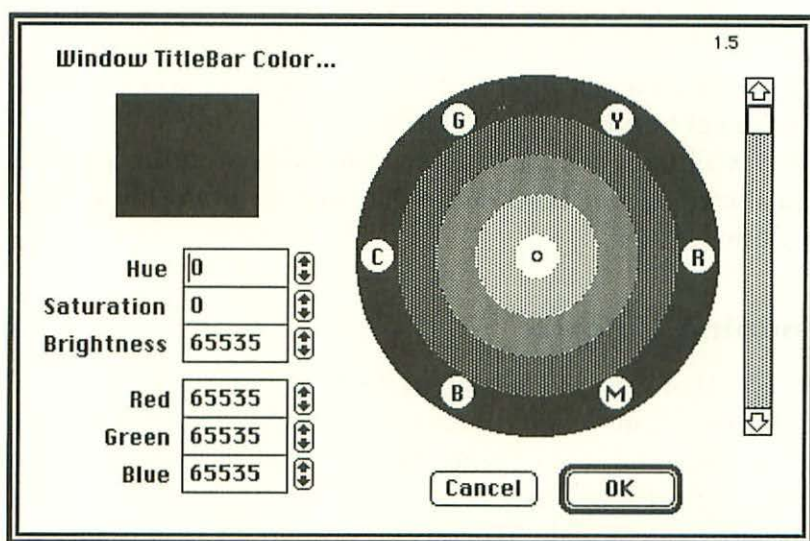 1.5
Window TitleBar Color...
G Y
C R
B M
Hue 0
Saturation 0
Brightness 65535
Red 65535
Green 65535
Blue 65535
Cancel OK